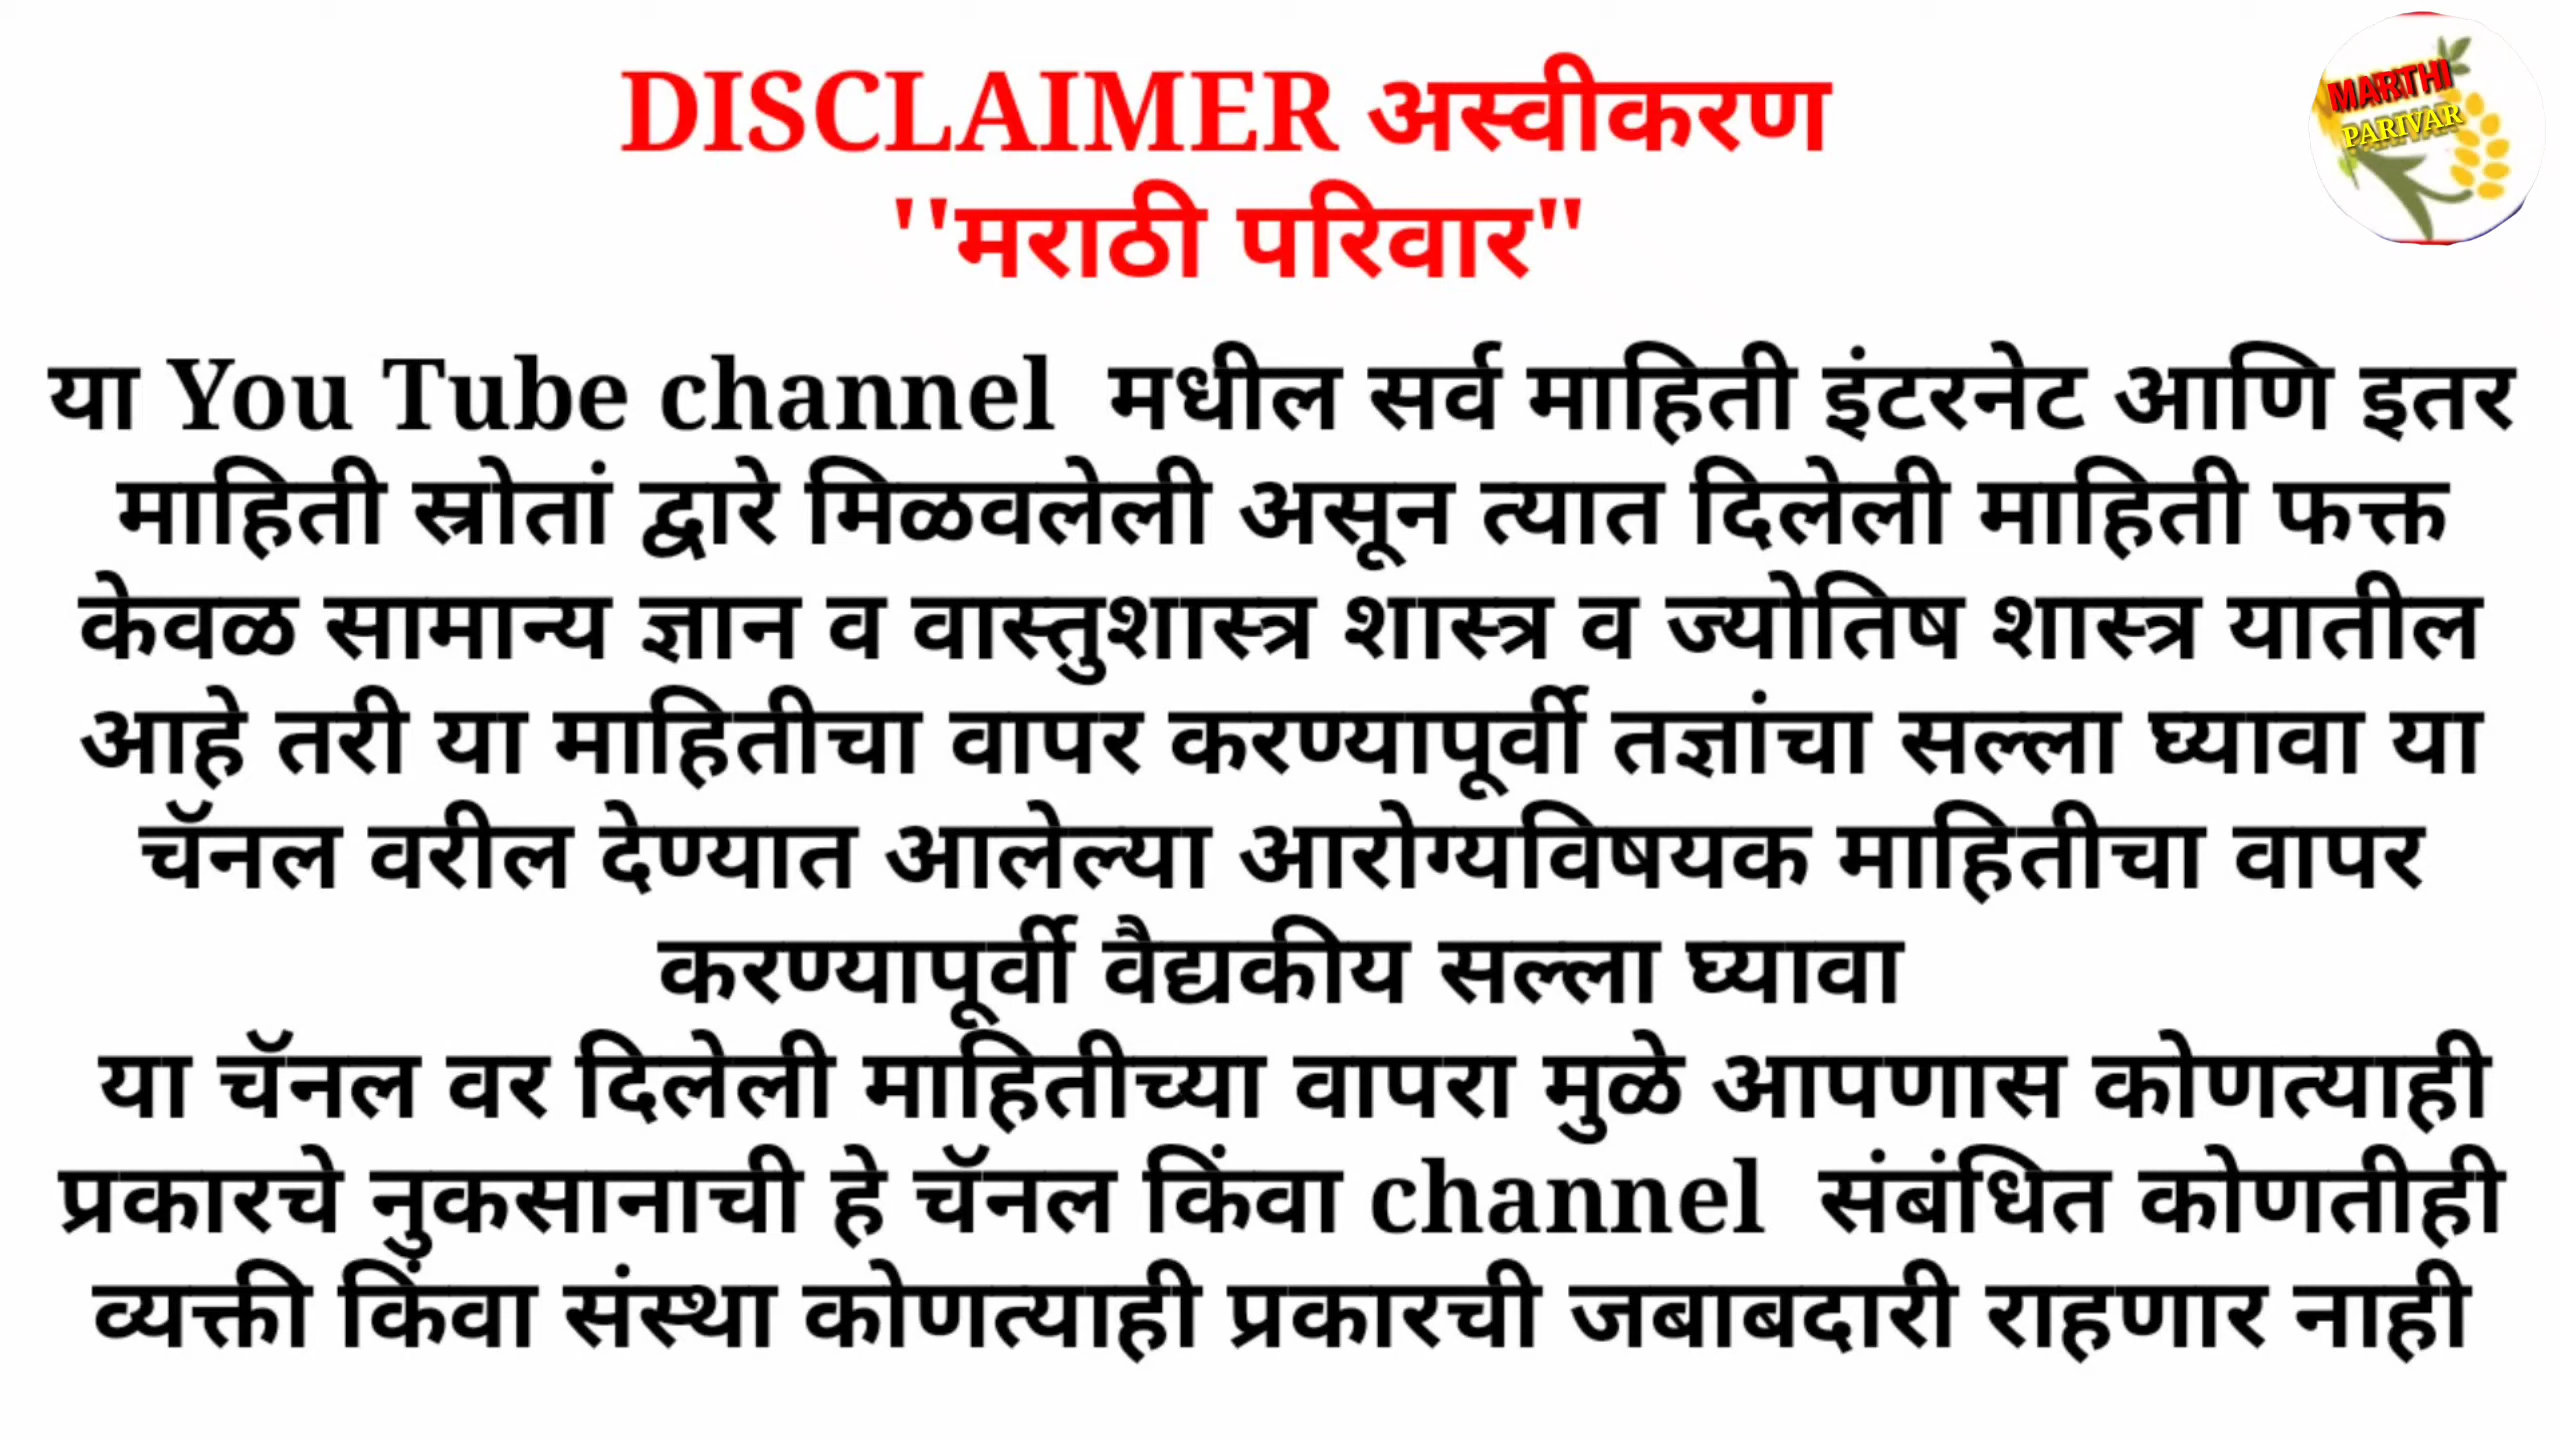 DISCLAIMER अस्वीकरण
''मराठी परिवार"
MARTHI
PARIVAR
या You Tube channel मधील सर्व माहिती इंटरनेट आणि इतर
माहिती स्रोतां द्वारे मिळवलेली असून त्यात दिलेली माहिती फक्त
केवळ सामान्य ज्ञान व वास्तुशास्त्र शास्त्र व ज्योतिष शास्त्र यातील
आहे तरी या माहितीचा वापर करण्यापूर्वी तज्ञांचा सल्ला घ्यावा या
चॅनल वरील देण्यात आलेल्या आरोग्यविषयक माहितीचा वापर
करण्यापूर्वी वैद्यकीय सल्ला घ्यावा
या चॅनल वर दिलेली माहितीच्या वापरा मुळे आपणास कोणत्याही
प्रकारचे नुकसानाची हे चॅनल किंवा channel संबंधित कोणतीही
व्यक्ती किंवा संस्था कोणत्याही प्रकारची जबाबदारी राहणार नाही